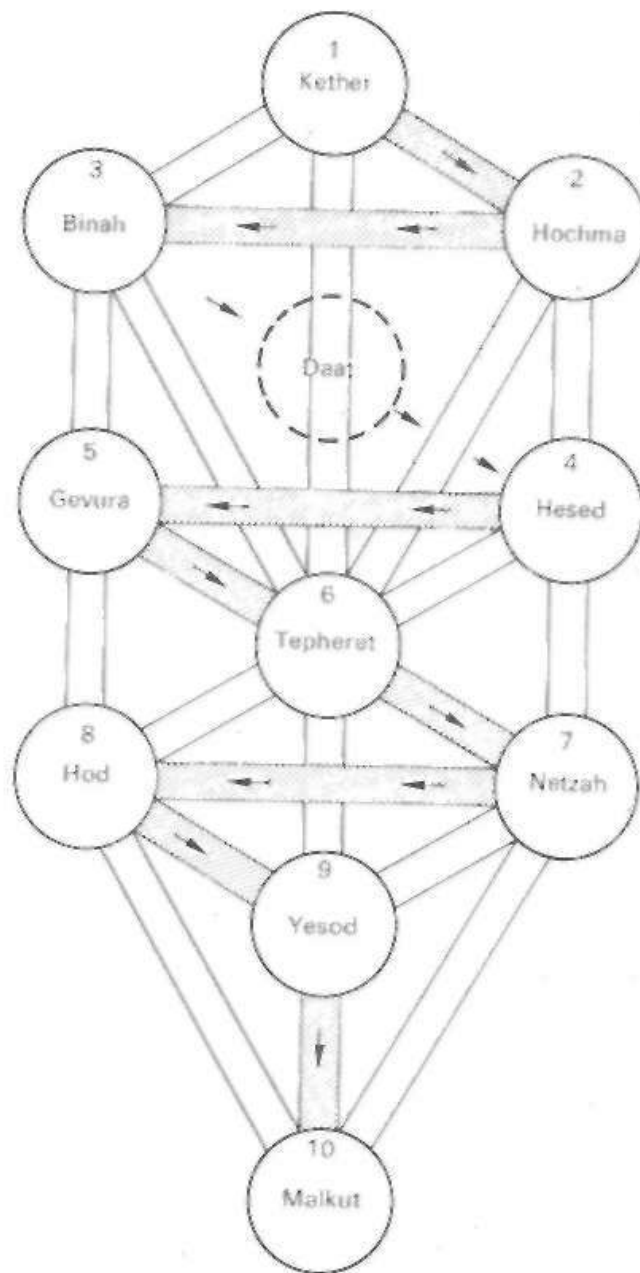 1
Kether
2
Hochma
3
Binah
Daat
4
Hesed
5
Gevura
6
Tepheret
7
Netzah
8
Hod
9
Yesod
10
Malkut